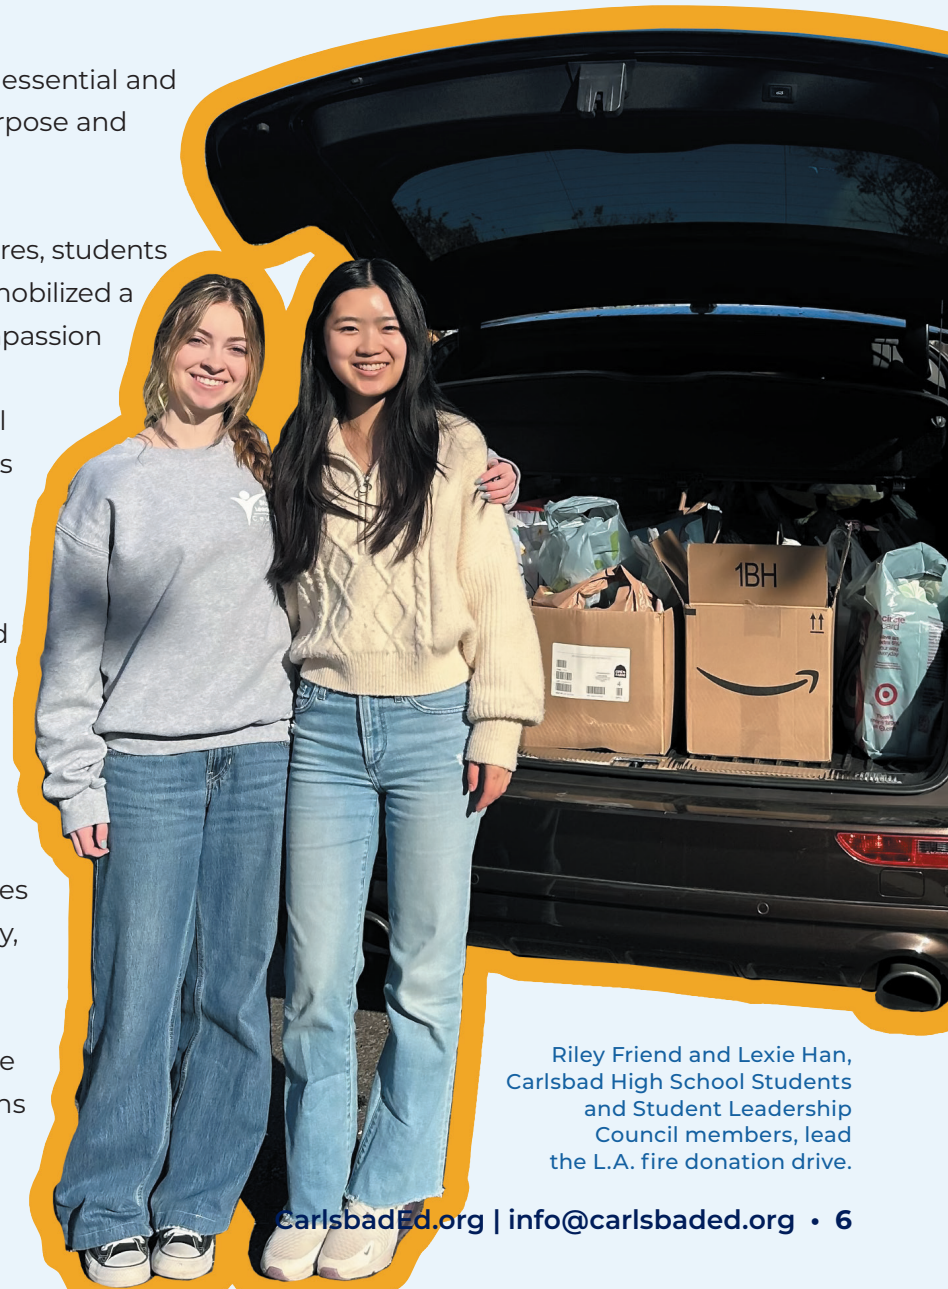 essential and
rpose and
res, students
mobilized a
passion
l
s
d
1BH
es
y,
e
ns
Riley Friend and Lexie Han,
Carlsbad High School Students
and Student Leadership
Council members, lead
the L.A. fire donation drive.
CarlsbadEd.org | info@carlsbaded.org • 6